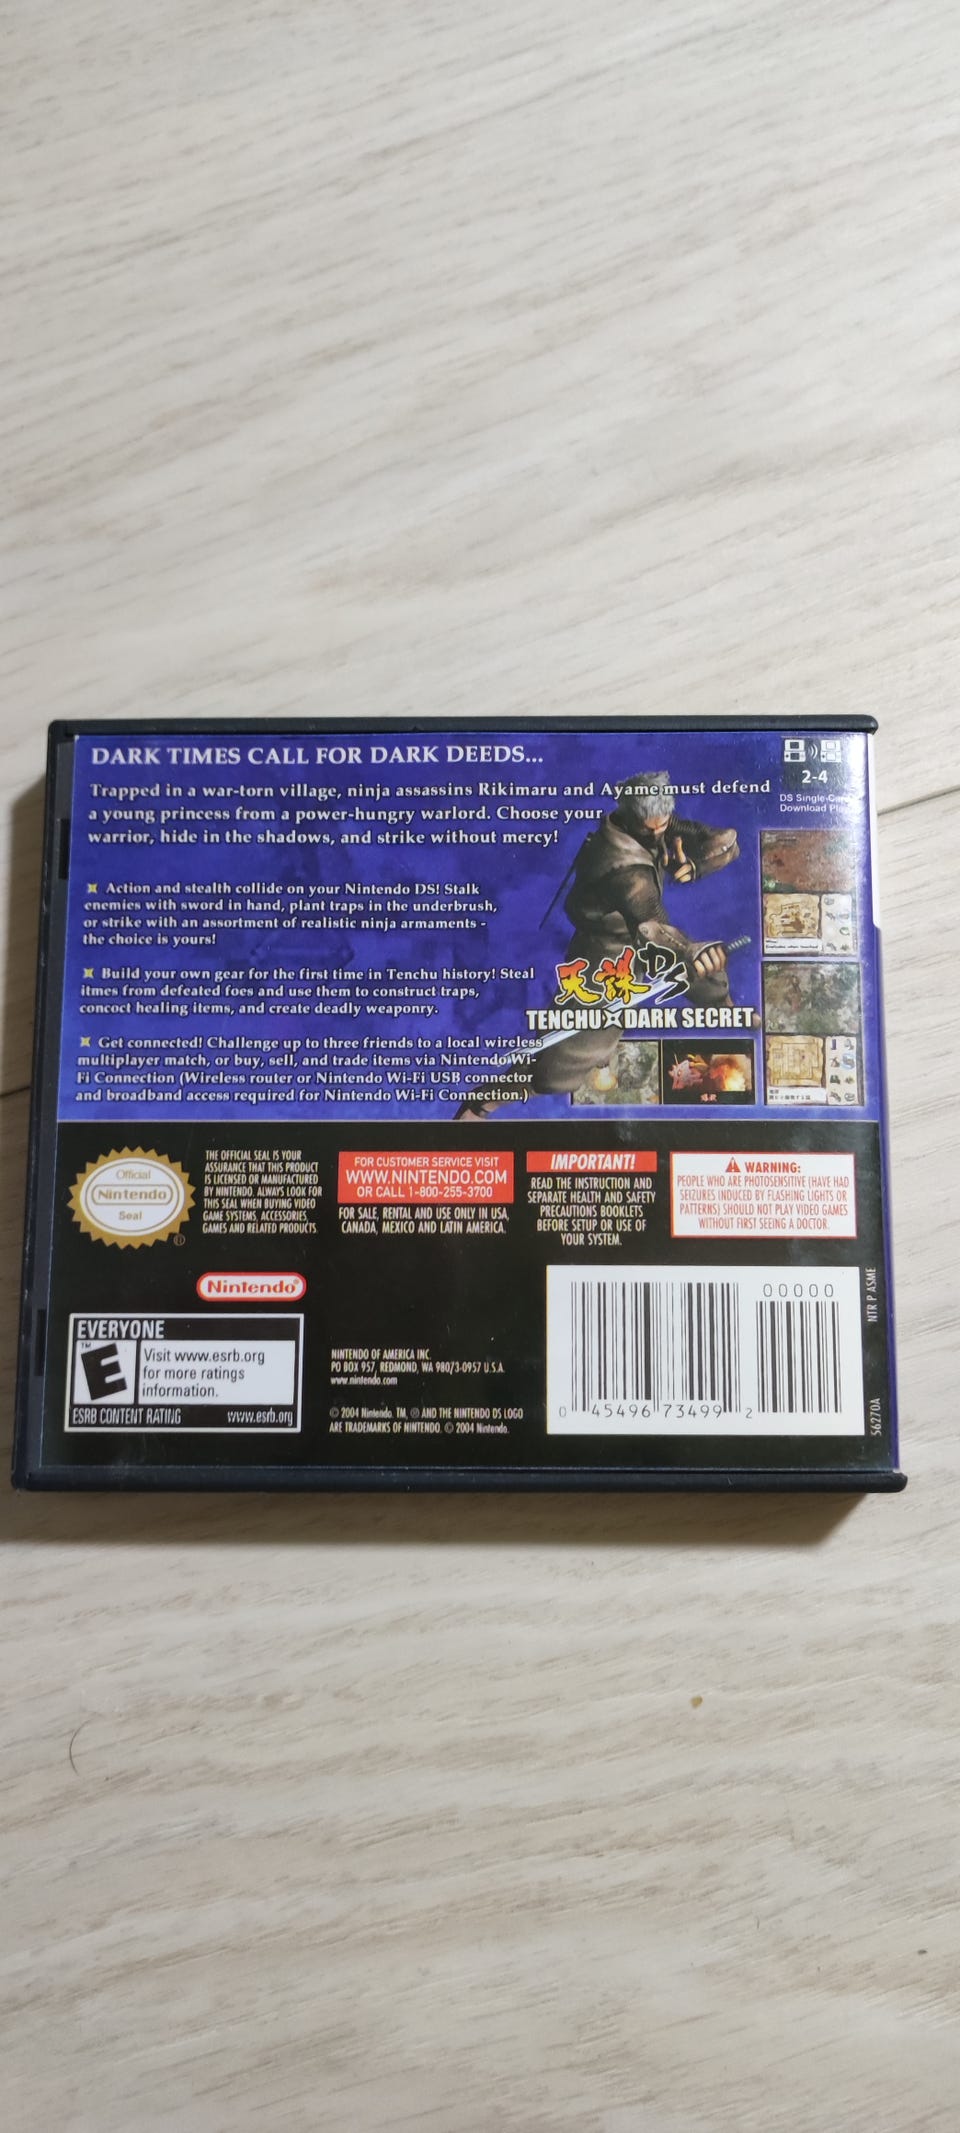 DARK TIMES CALL FOR DARK DEEDS...
Trapped in a war-torn village, ninja assassins Rikimaru and Ayame must defend
a young princess from a power-hungry warlord. Choose your
warrior, hide in the shadows, and strike without mercy!
2-4
DS Single-Card
Download Play
Action and stealth collide on your Nintendo DS! Stalk
enemies with sword in hand, plant traps in the underbrush,
or strike with an assortment of realistic ninja armaments -
the choice is yours!
Build your own gear for the first time in Tenchu history! Steal
itmes from defeated foes and use them to construct traps,
concoct healing items, and create deadly weaponry.
Get connected! Challenge up to three friends to a local wireless
multiplayer match, or buy, sell, and trade items via Nintendo Wi-
Fi Connection (Wireless router or Nintendo Wi-Fi USB connector
and broadband access required for Nintendo Wi-Fi Connection.)
天誅DS
TENCHU DARK SECRET
Official
Nintendo
Seal
®
THE OFFICIAL SEAL IS YOUR
ASSURANCE THAT THIS PRODUCT
IS LICENSED OR MANUFACTURED
BY NINTENDO. ALWAYS LOOK FOR
THIS SEAL WHEN BUYING VIDEO
GAME SYSTEMS, ACCESSORIES,
GAMES AND RELATED PRODUCTS.
FOR CUSTOMER SERVICE VISIT
WWW.NINTENDO.COM
OR CALL 1-800-255-3700
FOR SALE, RENTAL AND USE ONLY IN USA,
CANADA, MEXICO AND LATIN AMERICA.
IMPORTANT!
READ THE INSTRUCTION AND
SEPARATE HEALTH AND SAFETY
PRECAUTIONS BOOKLETS
BEFORE SETUP OR USE OF
YOUR SYSTEM.
WARNING:
PEOPLE WHO ARE PHOTOSENSITIVE (HAVE HAD
SEIZURES INDUCED BY FLASHING LIGHTS OR
PATTERNS) SHOULD NOT PLAY VIDEO GAMES
WITHOUT FIRST SEEING A DOCTOR.
Nintendo®
EVERYONE
E
TM
Visit www.esrb.org
for more ratings
information.
ESRB CONTENT RATING www.esrb.org
NINTENDO OF AMERICA INC.
PO BOX 957, REDMOND, WA 98073-0957 U.S.A.
www.nintendo.com
© 2004 Nintendo. TM, ® AND THE NINTENDO DS LOGO
ARE TRADEMARKS OF NINTENDO. © 2004 Nintendo.
00000
0 45496 73499 2
NTR P ASME
56270A